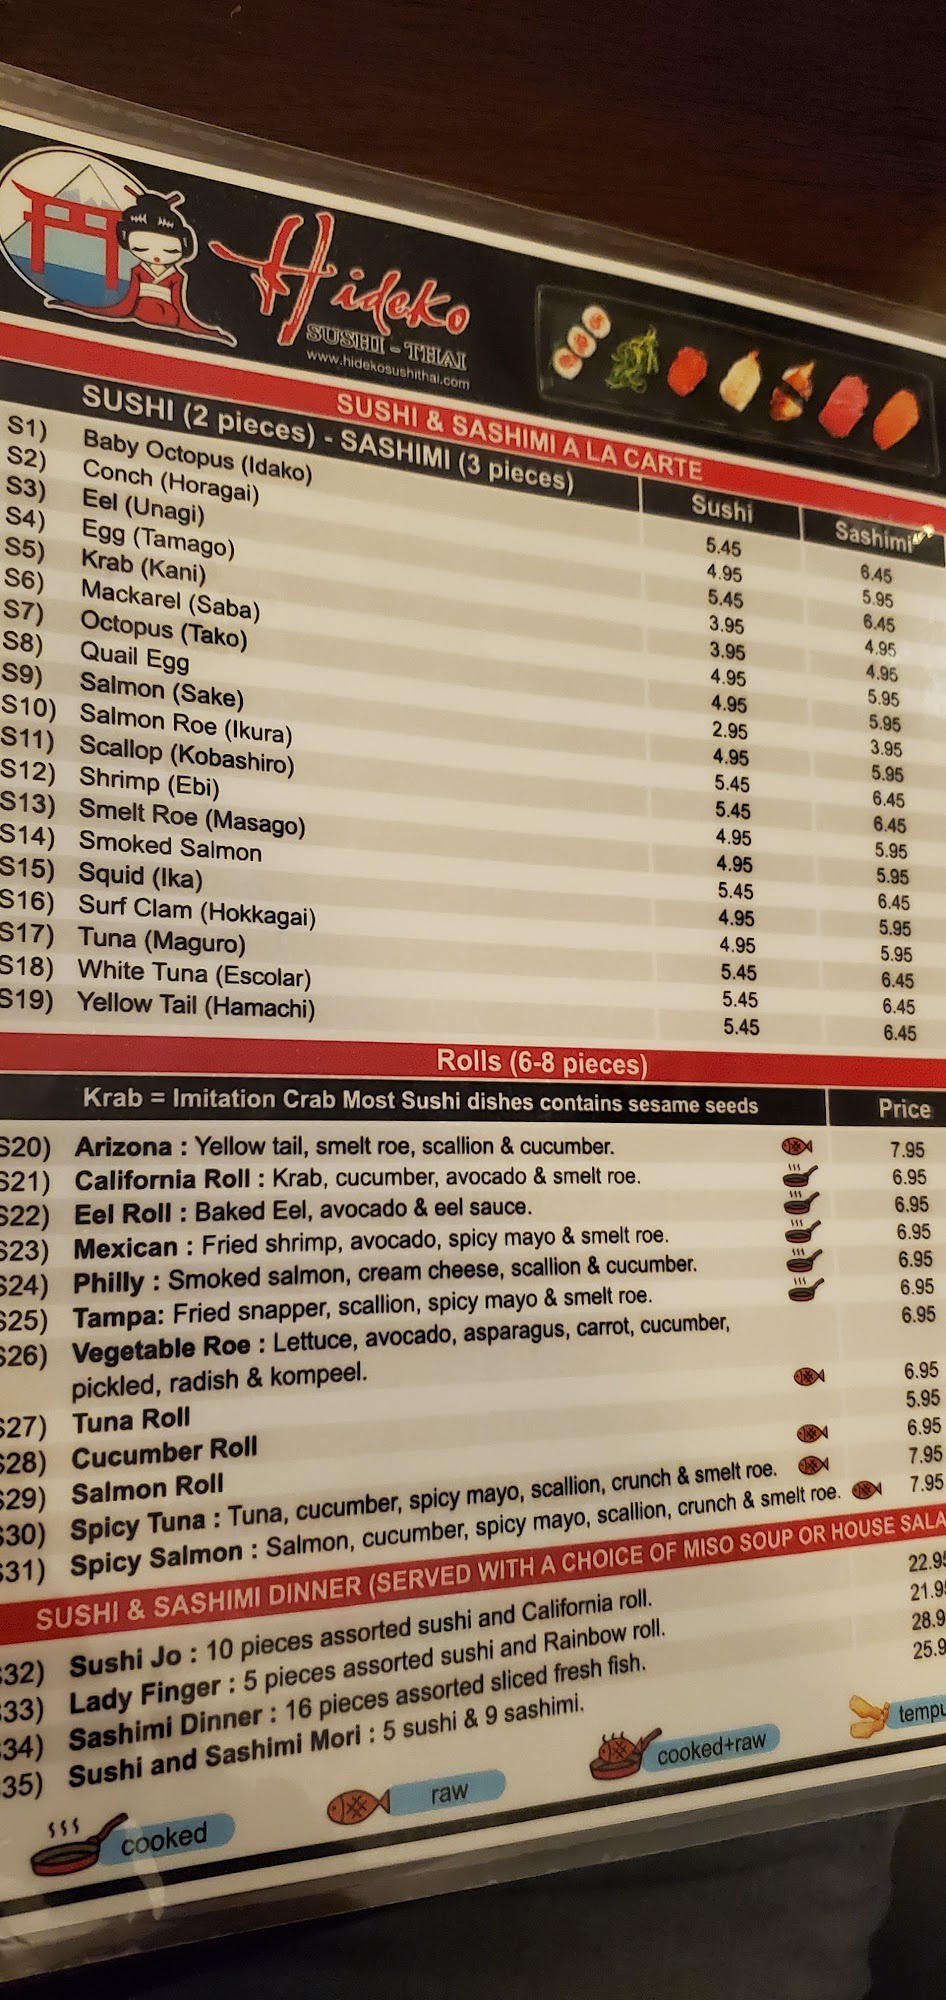 Hideko
SUSHI - THAI
www.hidekosushithai.com
SUSHI & SASHIMI A LA CARTE
SUSHI (2 pieces) - SASHIMI (3 pieces) Sushi Sashimi
S1) Baby Octopus (Idako) 5.45 6.45
S2) Conch (Horagai) 4.95 5.95
S3) Eel (Unagi) 5.45 6.45
S4) Egg (Tamago) 3.95 4.95
S5) Krab (Kani) 3.95 4.95
S6) Mackarel (Saba) 4.95 5.95
S7) Octopus (Tako) 4.95 5.95
S8) Quail Egg 2.95 3.95
S9) Salmon (Sake) 4.95 5.95
S10) Salmon Roe (Ikura) 5.45 6.45
S11) Scallop (Kobashiro) 5.45 6.45
S12) Shrimp (Ebi) 4.95 5.95
S13) Smelt Roe (Masago) 4.95 5.95
S14) Smoked Salmon 5.45 6.45
S15) Squid (Ika) 4.95 5.95
S16) Surf Clam (Hokkagai) 4.95 5.95
S17) Tuna (Maguro) 5.45 6.45
S18) White Tuna (Escolar) 5.45 6.45
S19) Yellow Tail (Hamachi) 5.45 6.45
Rolls (6-8 pieces)
Krab = Imitation Crab Most Sushi dishes contains sesame seeds Price
S20) Arizona : Yellow tail, smelt roe, scallion & cucumber. 7.95
S21) California Roll : Krab, cucumber, avocado & smelt roe. 6.95
S22) Eel Roll : Baked Eel, avocado & eel sauce. 6.95
S23) Mexican : Fried shrimp, avocado, spicy mayo & smelt roe. 6.95
S24) Philly : Smoked salmon, cream cheese, scallion & cucumber. 6.95
S25) Tampa: Fried snapper, scallion, spicy mayo & smelt roe. 6.95
S26) Vegetable Roe : Lettuce, avocado, asparagus, carrot, cucumber, 6.95
pickled, radish & kompeel.
S27) Tuna Roll 6.95
S28) Cucumber Roll 5.95
S29) Salmon Roll 6.95
S30) Spicy Tuna : Tuna, cucumber, spicy mayo, scallion, crunch & smelt roe. 7.95
S31) Spicy Salmon : Salmon, cucumber, spicy mayo, scallion, crunch & smelt roe. 7.95
SUSHI & SASHIMI DINNER (SERVED WITH A CHOICE OF MISO SOUP OR HOUSE SALA
S32) Sushi Jo : 10 pieces assorted sushi and California roll. 22.95
S33) Lady Finger : 5 pieces assorted sushi and Rainbow roll. 21.9
S34) Sashimi Dinner : 16 pieces assorted sliced fresh fish. 28.9
S35) Sushi and Sashimi Mori : 5 sushi & 9 sashimi. 25.9
cooked raw cooked+raw tempu